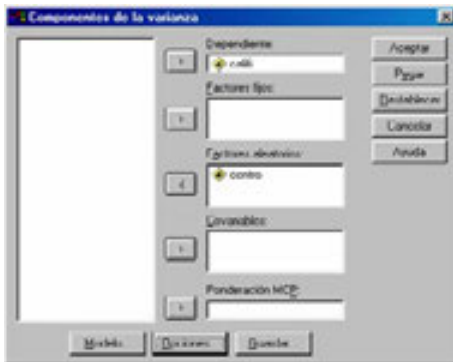 Componentes de la varianza
Dependiente:
calib
Factores fijos:
Factores aleatorios:
centro
Covariables:
Ponderación MCP:
Aceptar
Pegar
Restablecer
Cancelar
Ayuda
Modelo
Opciones
Guardar